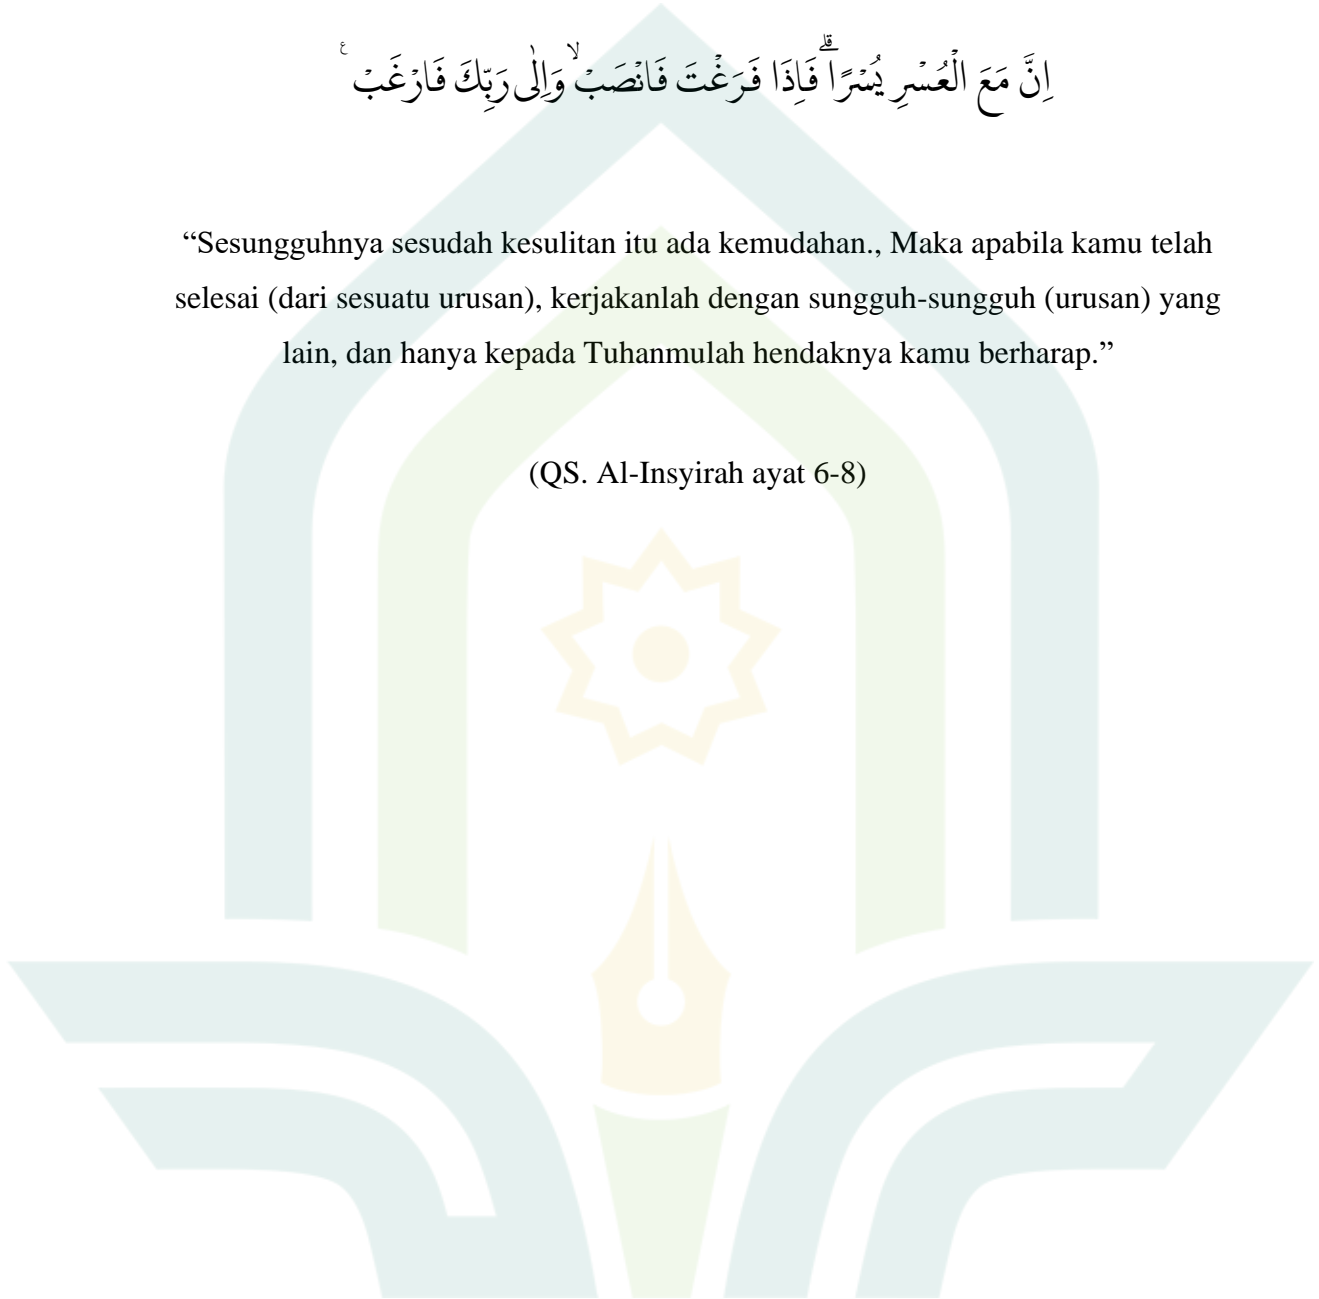 اِنَّ مَعَ الْعُسْرِ يُسْرًاۗ فَاِذَا فَرَغْتَ فَانْصَبْۙ وَاِلٰى رَبِّكَ فَارْغَبْ ࣖ
“Sesungguhnya sesudah kesulitan itu ada kemudahan., Maka apabila kamu telah
selesai (dari sesuatu urusan), kerjakanlah dengan sungguh-sungguh (urusan) yang
lain, dan hanya kepada Tuhanmulah hendaknya kamu berharap.”
(QS. Al-Insyirah ayat 6-8)